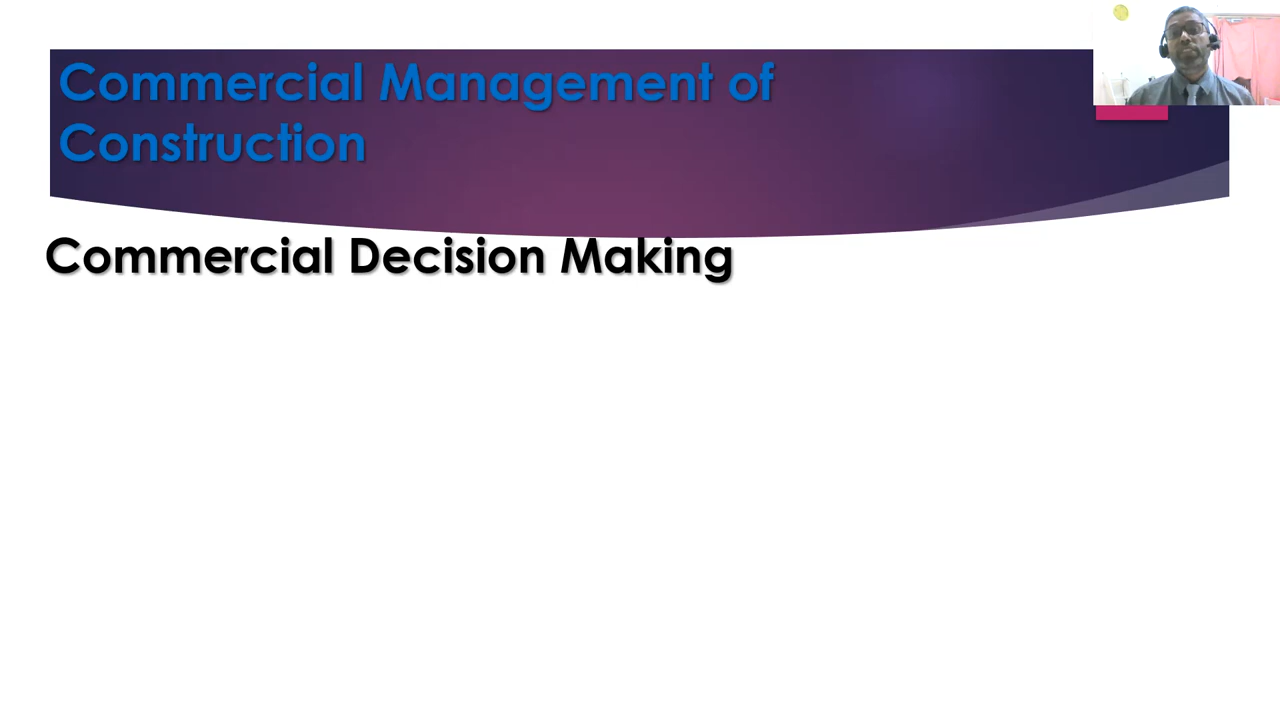 Commercial Management of
Construction
Commercial Decision Making